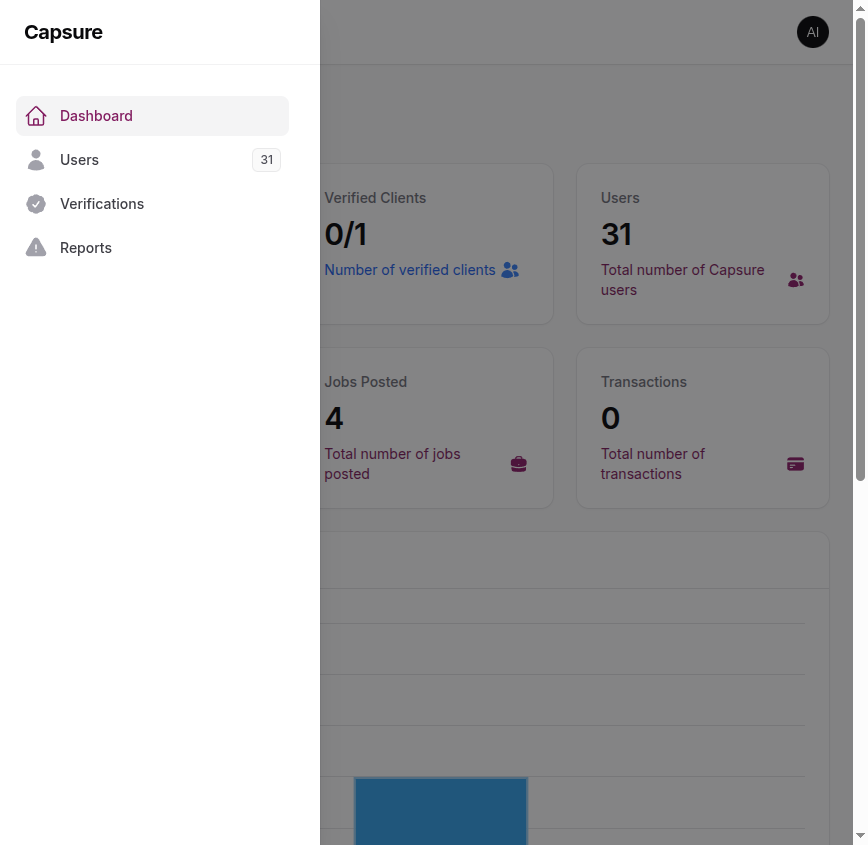 Capsure
AI
Dashboard
Users
31
Verifications
Reports
Verified Clients
0/1
Number of verified clients
Users
31
Total number of Capsure
users
Jobs Posted
4
Total number of jobs
posted
Transactions
0
Total number of
transactions